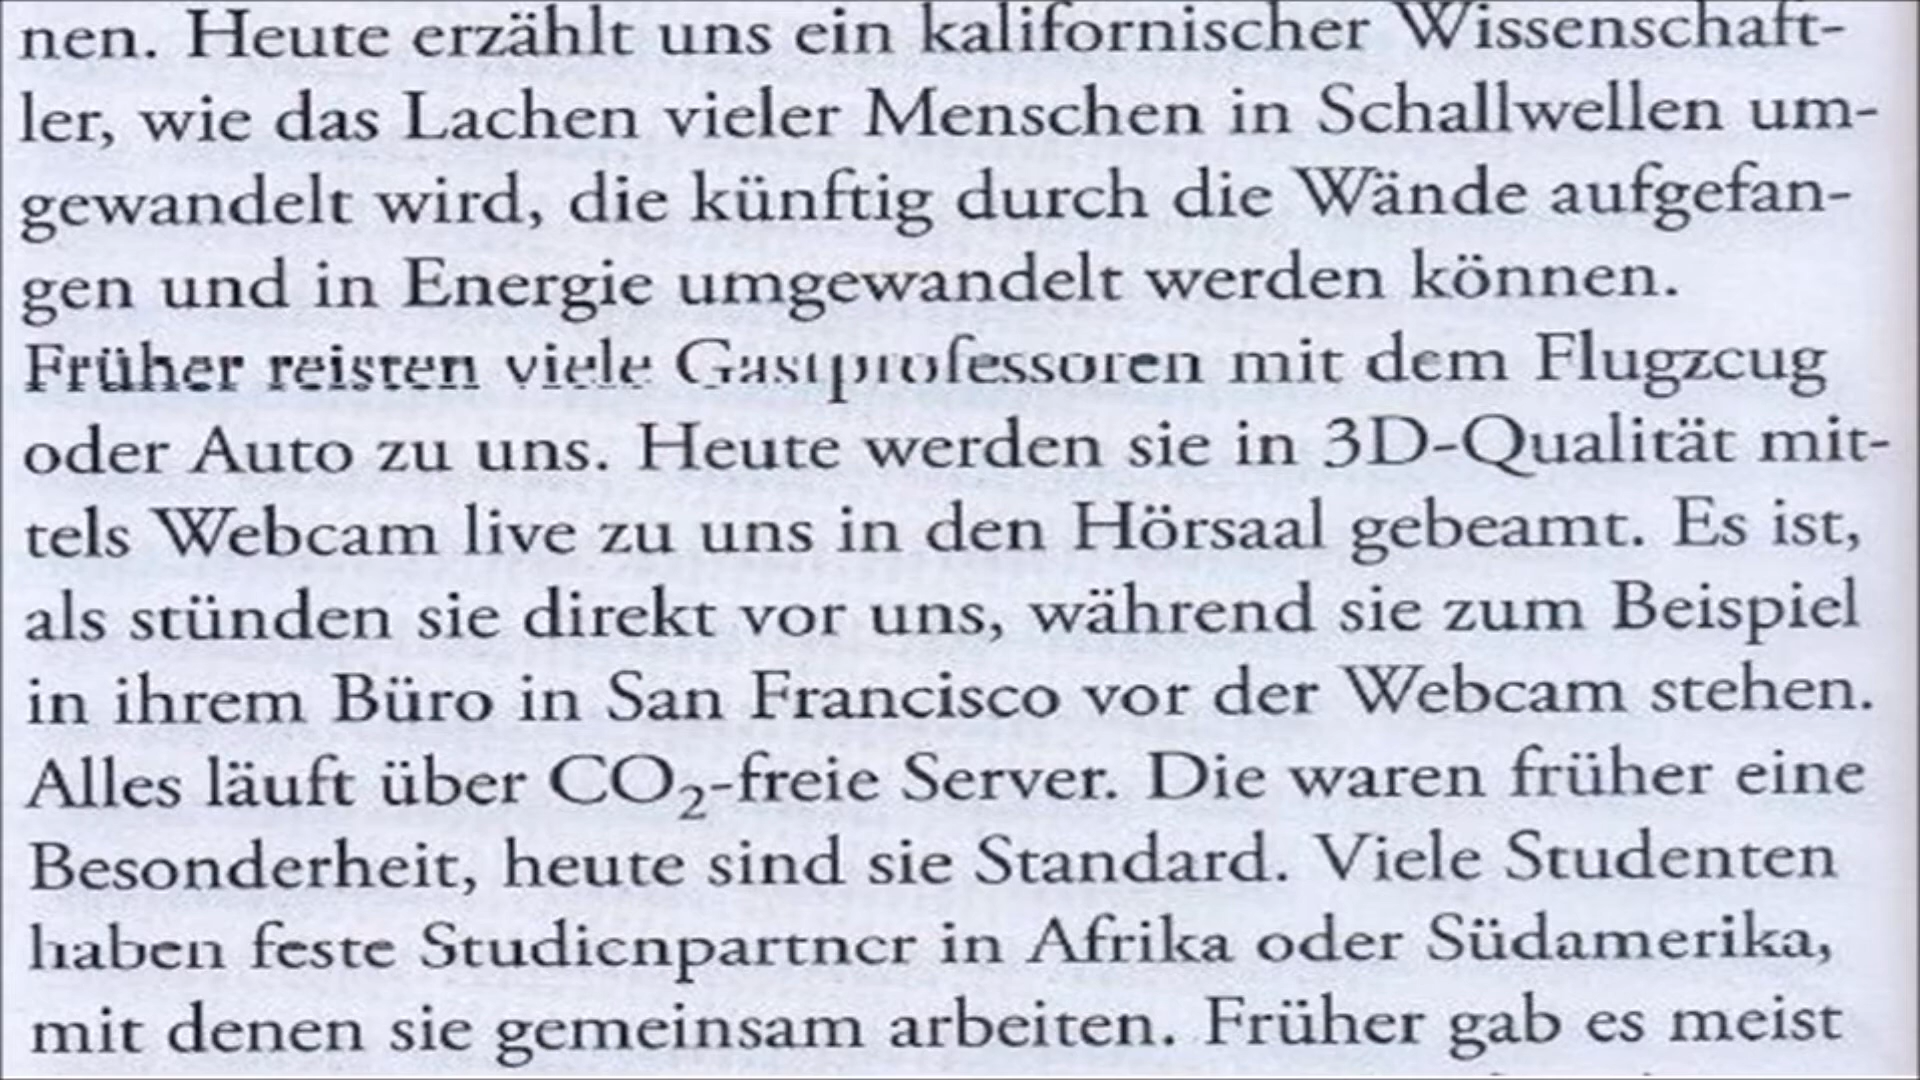 nen. Heute erzählt uns ein kalifornischer Wissenschaft-
ler, wie das Lachen vieler Menschen in Schallwellen um-
gewandelt wird, die künftig durch die Wände aufgefan-
gen und in Energie umgewandelt werden können.
Früher reisten viele Gastprofessoren mit dem Flugzeug
oder Auto zu uns. Heute werden sie in 3D-Qualität mit-
tels Webcam live zu uns in den Hörsaal gebeamt. Es ist,
als stünden sie direkt vor uns, während sie zum Beispiel
in ihrem Büro in San Francisco vor der Webcam stehen.
Alles läuft über CO₂-freie Server. Die waren früher eine
Besonderheit, heute sind sie Standard. Viele Studenten
haben feste Studienpartner in Afrika oder Südamerika,
mit denen sie gemeinsam arbeiten. Früher gab es meist